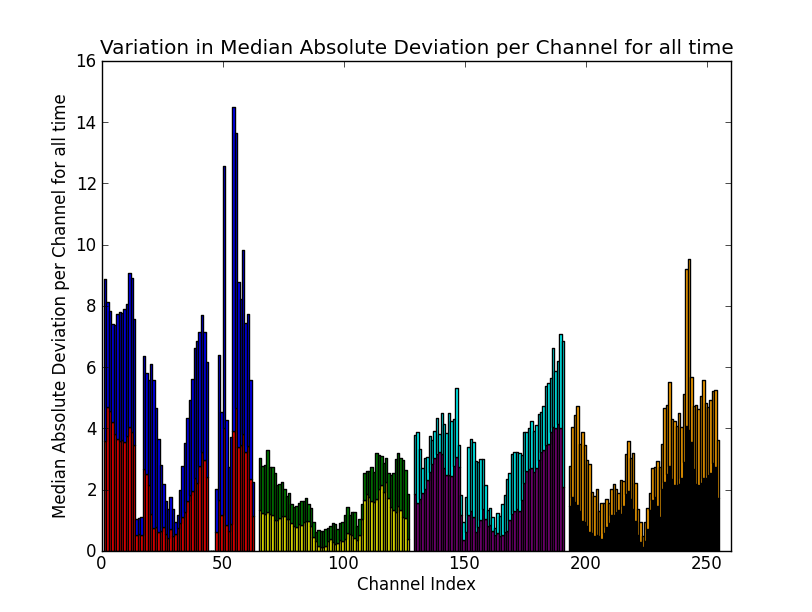 Variation in Median Absolute Deviation per Channel for all time
Median Absolute Deviation per Channel for all time
16
14
12
10
8
6
4
2
0
0 50 100 150 200 250
Channel Index